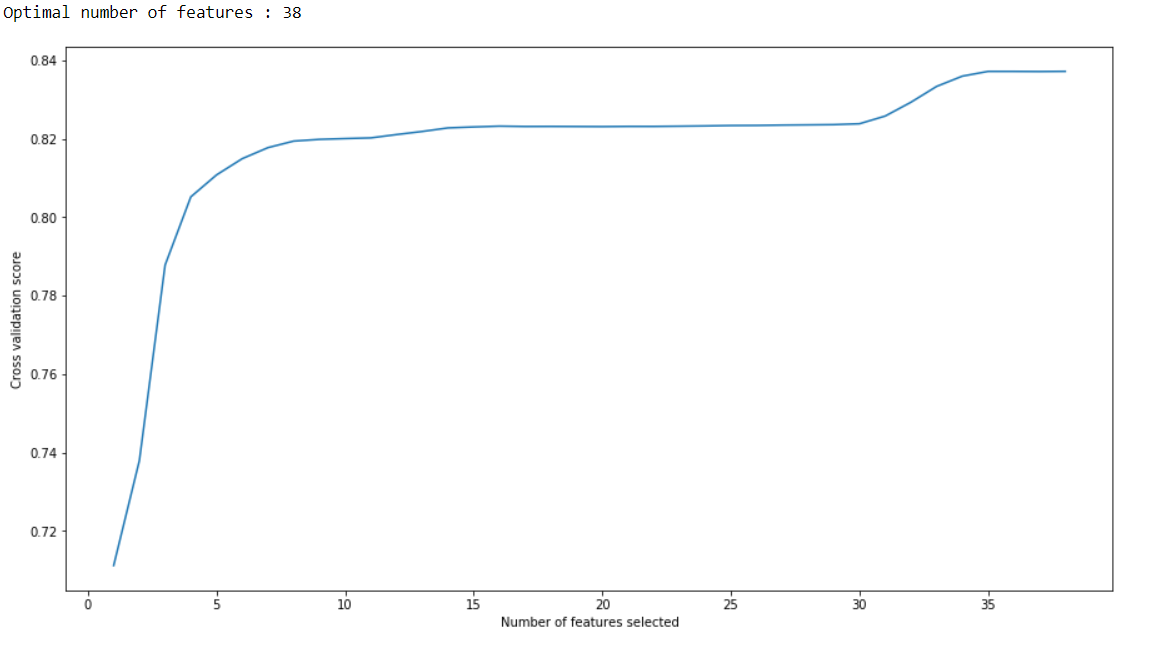 Optimal number of features : 38
0.84
0.82
0.80
0.78
0.76
0.74
0.72
Cross validation score
0 5 10 15 20 25 30 35
Number of features selected